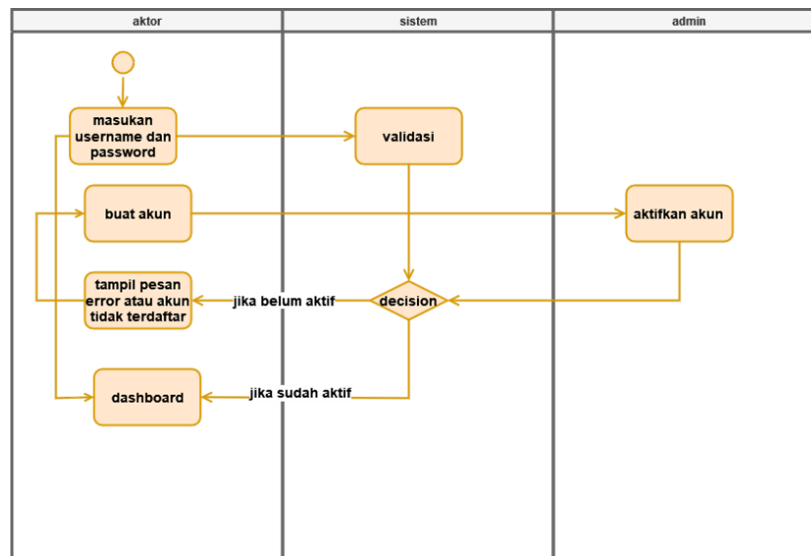 aktor
sistem
admin
masukan
username dan
password
validasi
buat akun
aktifkan akun
tampil pesan
error atau akun
tidak terdaftar
jika belum aktif
decision
dashboard
jika sudah aktif